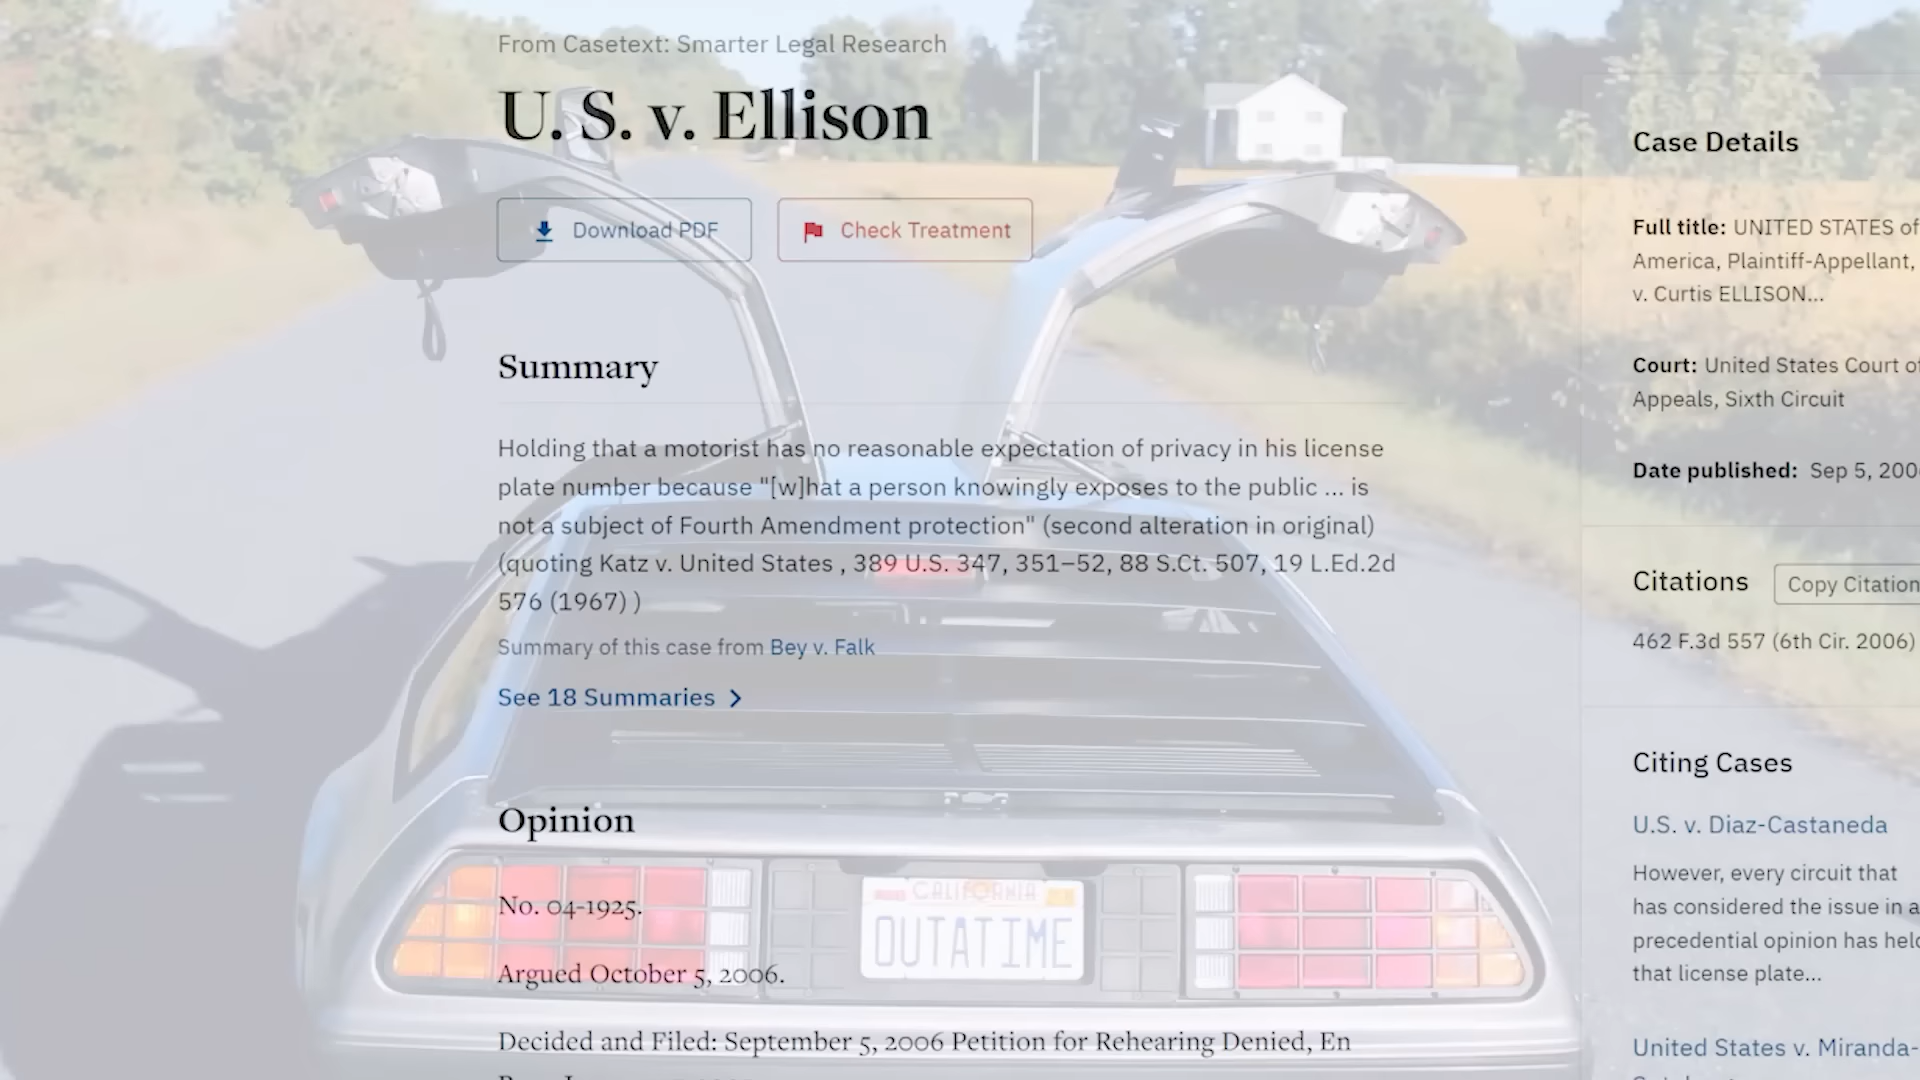 From Casetext: Smarter Legal Research
U. S. v. Ellison
Download PDF
Check Treatment
Summary
Holding that a motorist has no reasonable expectation of privacy in his license
plate number because "[w]hat a person knowingly exposes to the public ... is
not a subject of Fourth Amendment protection" (second alteration in original)
(quoting Katz v. United States , 389 U.S. 347, 351–52, 88 S.Ct. 507, 19 L.Ed.2d
576 (1967) )
Summary of this case from Bey v. Falk
See 18 Summaries
Opinion
No. 04-1925.
Argued October 5, 2006.
Decided and Filed: September 5, 2006 Petition for Rehearing Denied, En
CALIFORNIA
OUTATIME
Case Details
Full title: UNITED STATES of
America, Plaintiff-Appellant,
v. Curtis ELLISON...
Court: United States Court of
Appeals, Sixth Circuit
Date published: Sep 5, 200
Citations
Copy Citation
462 F.3d 557 (6th Cir. 2006)
Citing Cases
U.S. v. Diaz-Castaneda
However, every circuit that
has considered the issue in a
precedential opinion has held
that license plate...
United States v. Miranda-